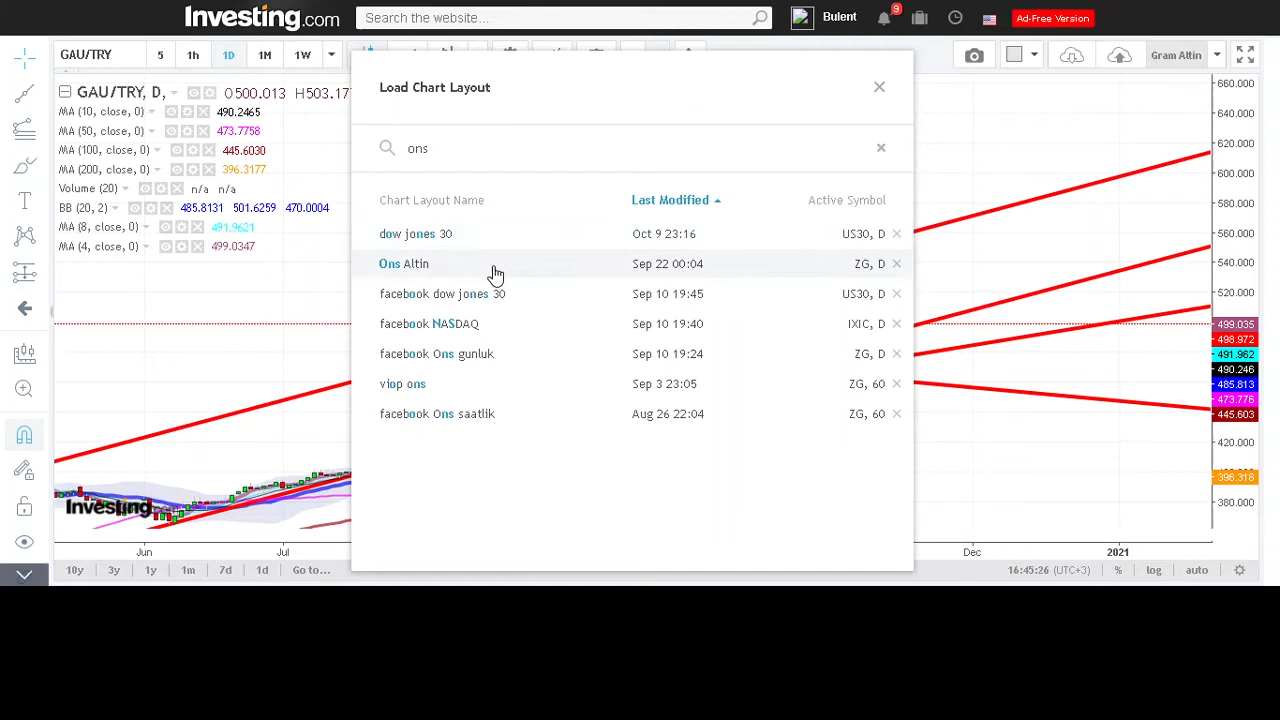 Investing.com
Search the website...
Bulent
9
Ad-Free Version
GAU/TRY 5 1h 1D 1M 1W
Gram Altin
GAU/TRY, D, O500.013 H503.17
MA (10, close, 0) 490.2465
MA (50, close, 0) 473.7758
MA (100, close, 0) 445.6030
MA (200, close, 0) 396.3177
Volume (20) n/a n/a
BB (20, 2) 485.8131 501.6259 470.0004
MA (8, close, 0) 491.9621
MA (4, close, 0) 499.0347
Load Chart Layout
ons
Chart Layout Name Last Modified Active Symbol
dow jones 30 Oct 9 23:16 US30, D
Ons Altin Sep 22 00:04 ZG, D
facebook dow jones 30 Sep 10 19:45 US30, D
facebook NASDAQ Sep 10 19:40 IXIC, D
facebook Ons gunluk Sep 10 19:24 ZG, D
viop ons Sep 3 23:05 ZG, 60
facebook Ons saatlik Aug 26 22:04 ZG, 60
660.000
640.000
620.000
600.000
580.000
560.000
540.000
520.000
499.035
498.972
491.962
490.246
485.813
473.776
445.603
420.000
396.318
380.000
Investing.com
Jun Jul Dec 2021
10y 3y 1y 1m 7d 1d Go to... 16:45:26 (UTC+3) % log auto